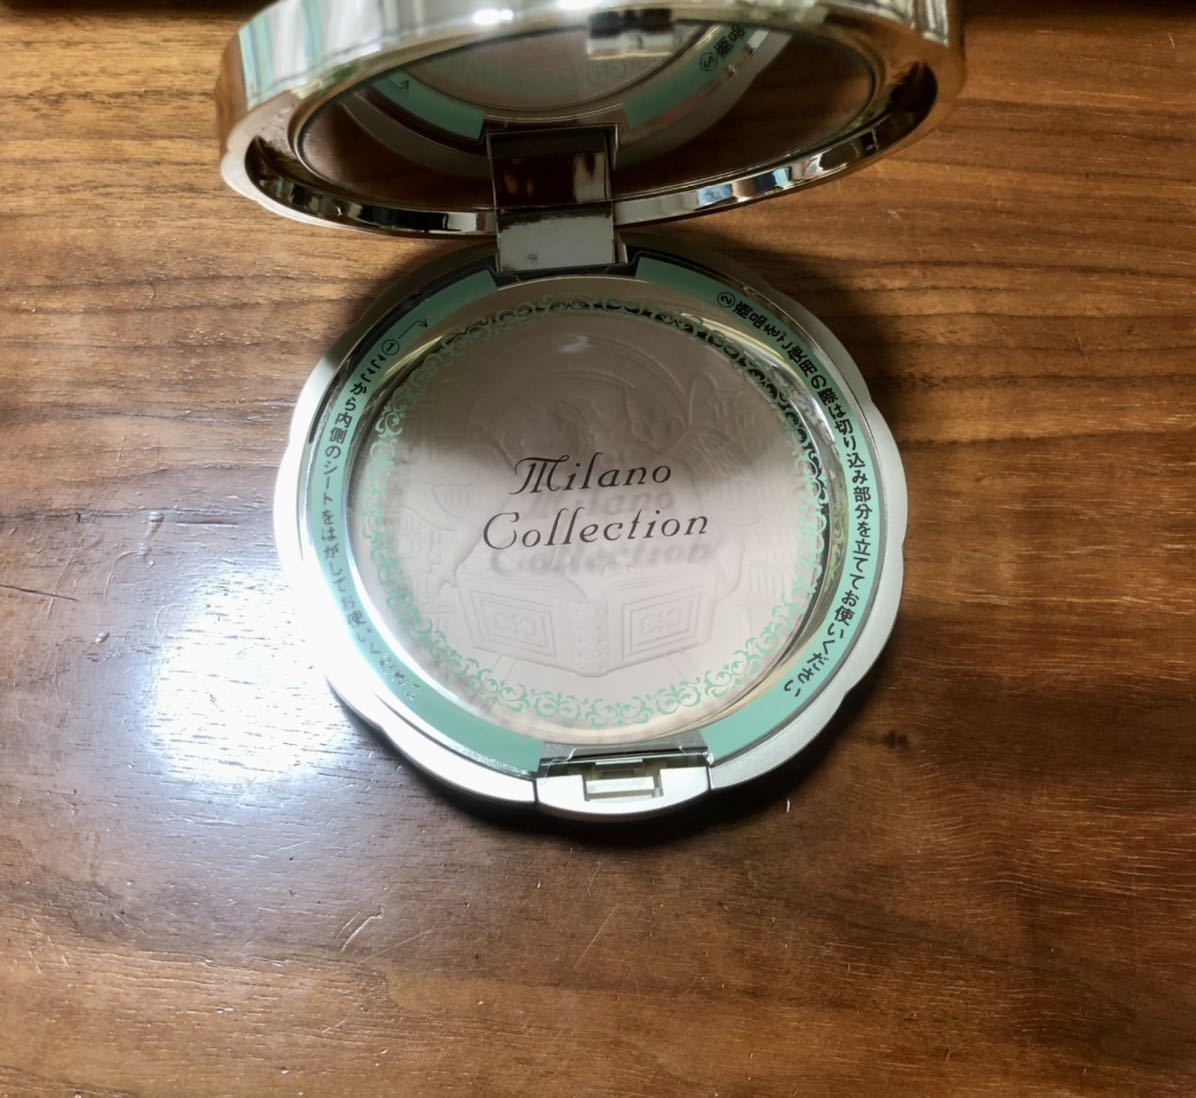 Milano
Collection
①ここから内側のシートをはがしてお使いください
②商品をご使用の際は切り込み部分を立ててお使いください